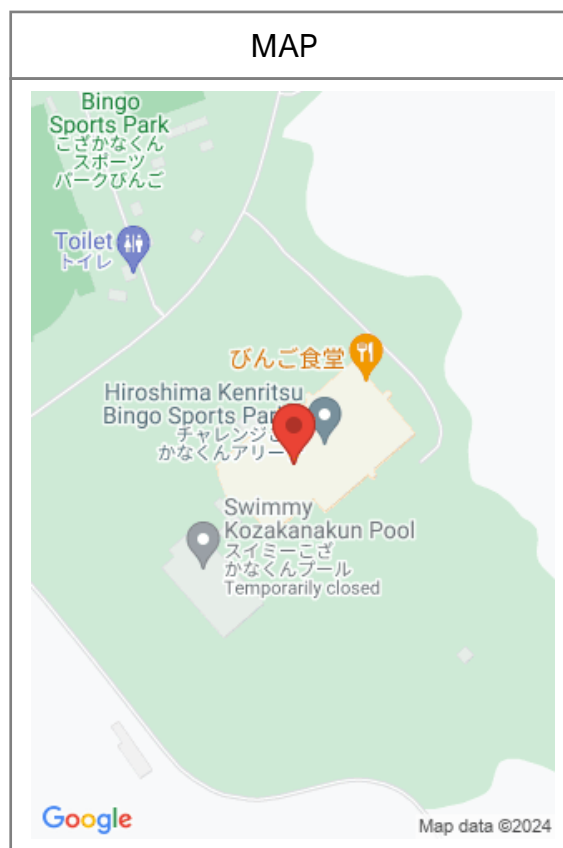 MAP
Bingo
Sports Park
こざかなくん
スポーツ
パークびんご
Toilet
トイレ
びんご食堂
Hiroshima Kenritsu
Bingo Sports Par
チャレンジ
かなくんアリー
Swimmy
Kozakanakun Pool
スイミーこざ
かなくんプール
Temporarily closed
Google
Map data ©2024